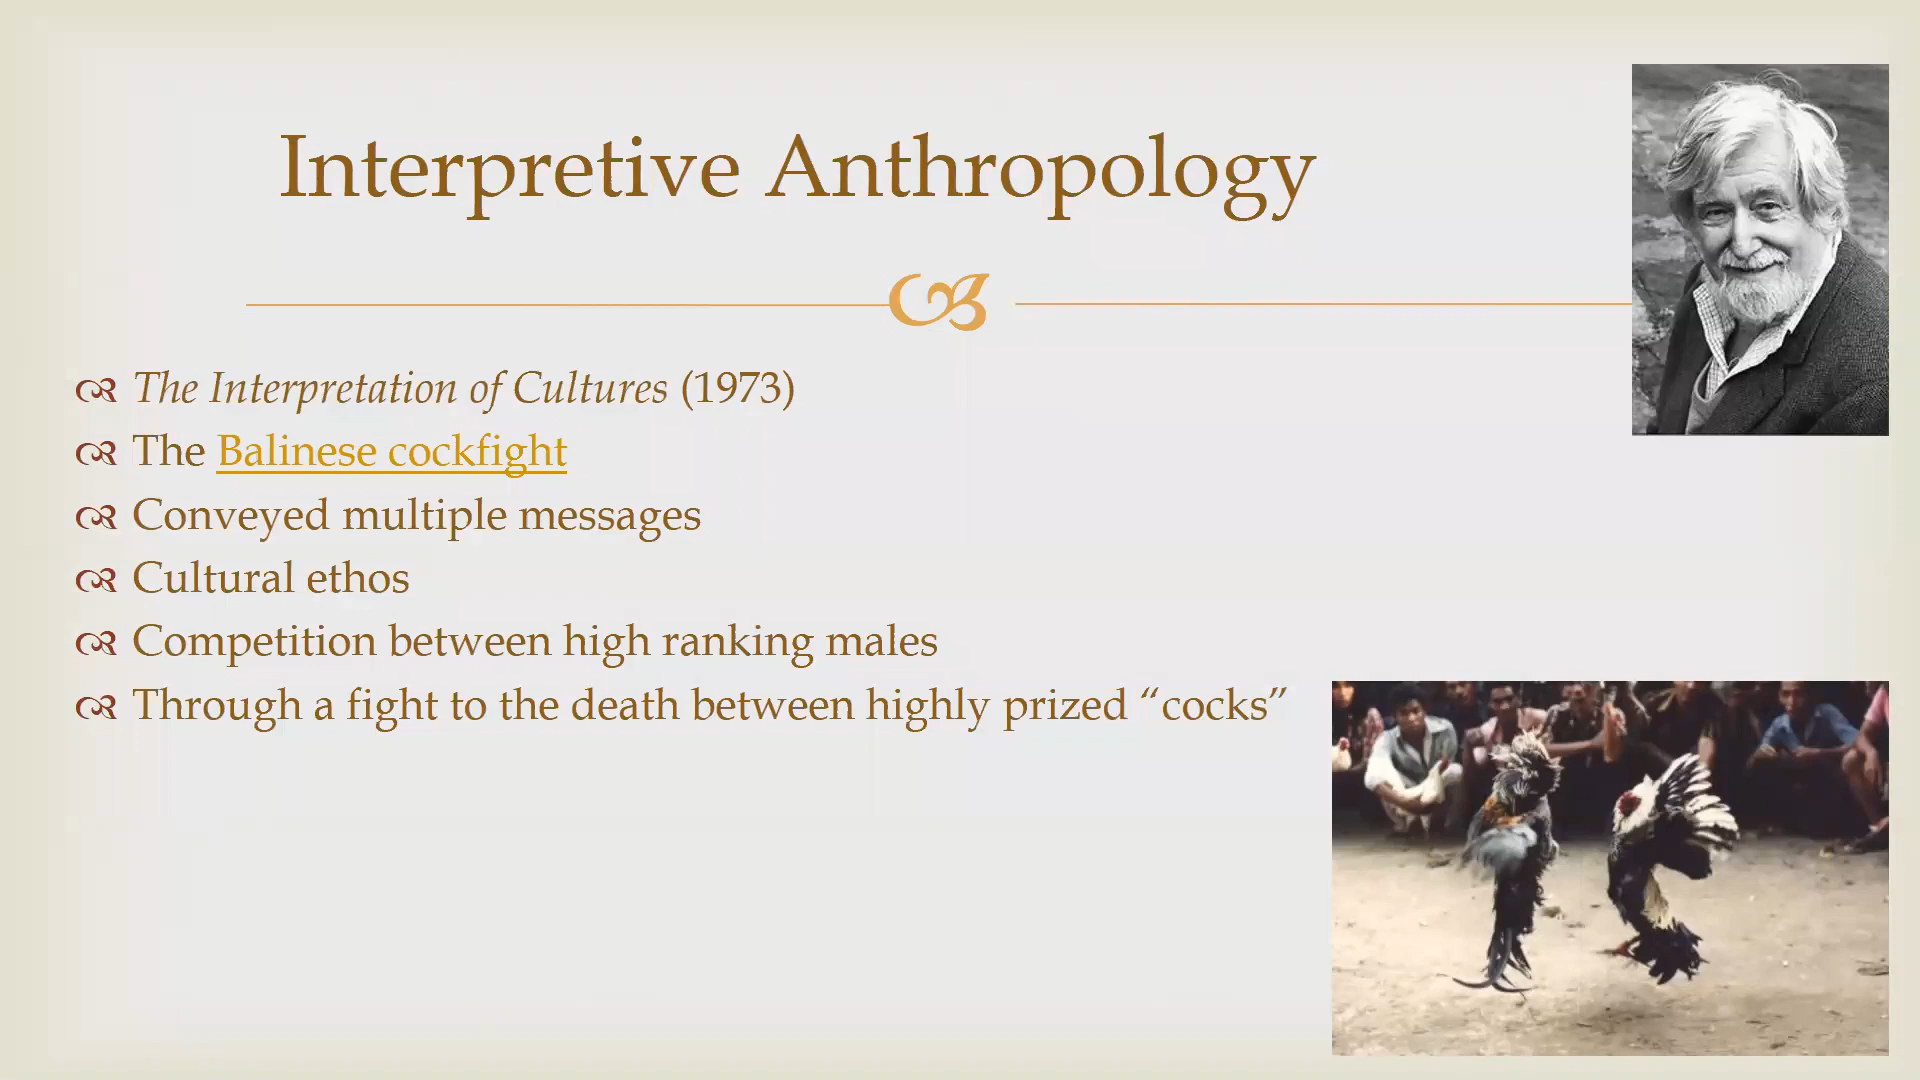 Interpretive Anthropology
The Interpretation of Cultures (1973)
The Balinese cockfight
Conveyed multiple messages
Cultural ethos
Competition between high ranking males
Through a fight to the death between highly prized “cocks”